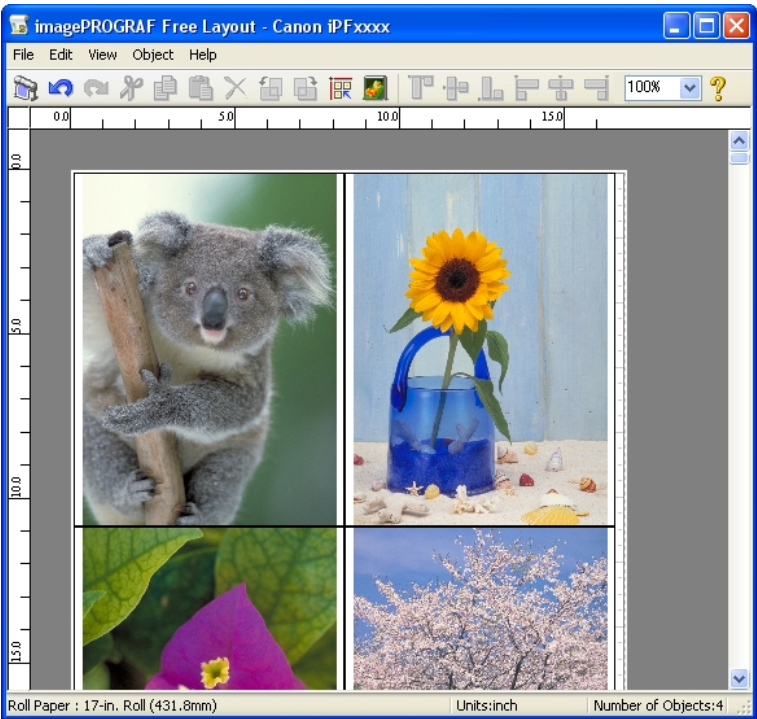 imagePROGRAF Free Layout - Canon iPFxxxx
File Edit View Object Help
100%
0.0 5.0 10.0 15.0
0.0
5.0
10.0
15.0
Roll Paper : 17-in. Roll (431.8mm) Units:inch Number of Objects:4